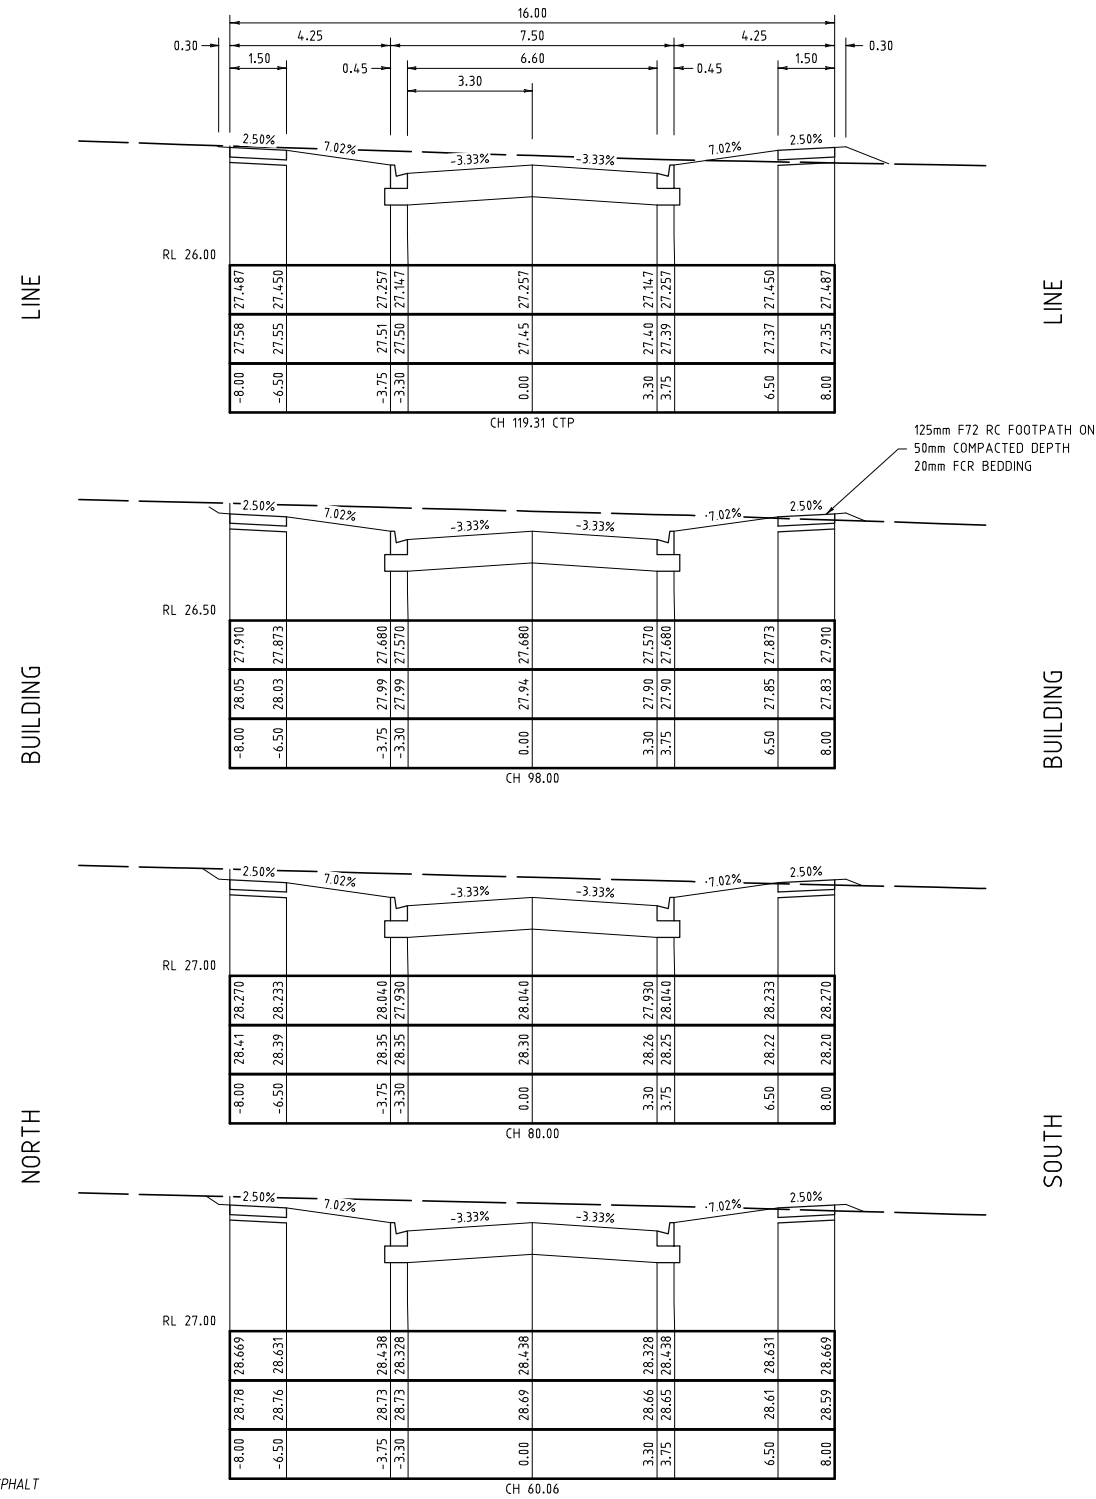 16.00
0.30
4.25
7.50
4.25
0.30
1.50
0.45
6.60
0.45
1.50
3.30
2.50%
7.02%
-3.33%
-3.33%
7.02%
2.50%
RL 26.00
27.487 27.450 27.257 27.147 27.257 27.147 27.257 27.450 27.487
27.58 27.55 27.51 27.50 27.45 27.40 27.39 27.37 27.35
-8.00 -6.50 -3.75 -3.30 0.00 3.30 3.75 6.50 8.00
CH 119.31 CTP
LINE
LINE
125mm F72 RC FOOTPATH ON
50mm COMPACTED DEPTH
20mm FCR BEDDING
2.50%
7.02%
-3.33%
-3.33%
-7.02%
2.50%
RL 26.50
27.910 27.873 27.680 27.570 27.680 27.570 27.680 27.873 27.910
28.05 28.03 27.99 27.99 27.94 27.90 27.90 27.85 27.83
-8.00 -6.50 -3.75 -3.30 0.00 3.30 3.75 6.50 8.00
CH 98.00
BUILDING
BUILDING
2.50%
7.02%
-3.33%
-3.33%
-7.02%
2.50%
RL 27.00
28.270 28.233 28.040 27.930 28.040 27.930 28.040 28.233 28.270
28.41 28.39 28.35 28.35 28.30 28.26 28.25 28.22 28.20
-8.00 -6.50 -3.75 -3.30 0.00 3.30 3.75 6.50 8.00
CH 80.00
NORTH
SOUTH
2.50%
7.02%
-3.33%
-3.33%
-7.02%
2.50%
RL 27.00
28.669 28.631 28.438 28.328 28.438 28.328 28.438 28.631 28.669
28.78 28.76 28.73 28.73 28.69 28.66 28.65 28.61 28.59
-8.00 -6.50 -3.75 -3.30 0.00 3.30 3.75 6.50 8.00
CH 60.06